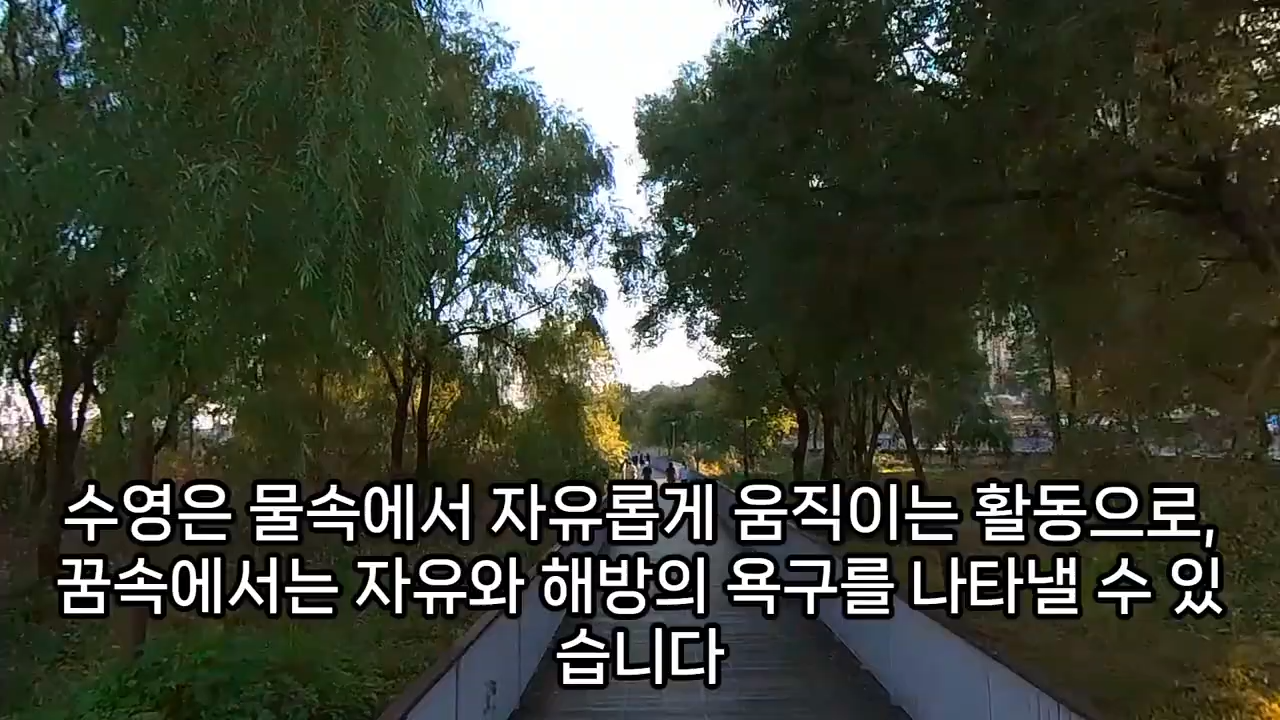 수영은 물속에서 자유롭게 움직이는 활동으로,
꿈속에서는 자유와 해방의 욕구를 나타낼 수 있
습니다